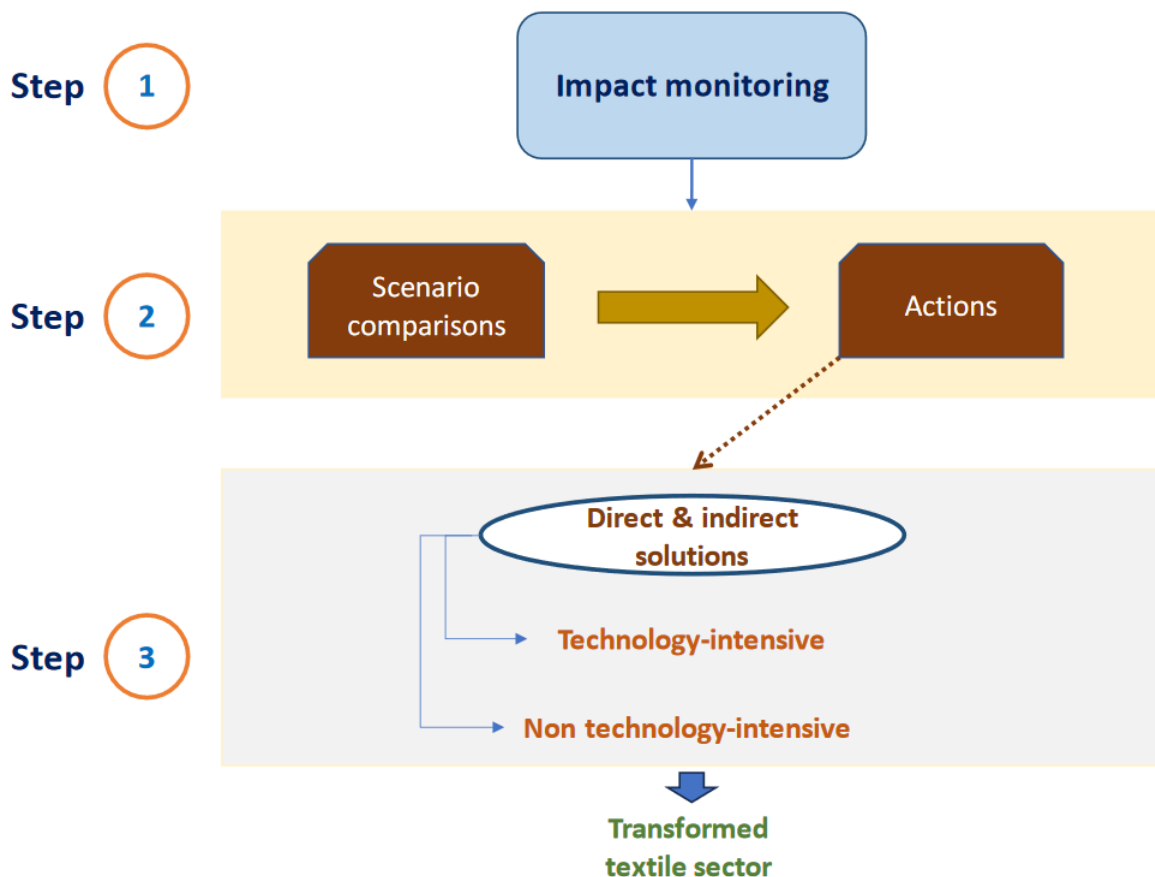 Step 1
Impact monitoring
Step 2
Scenario
comparisons
Actions
Step 3
Direct & indirect
solutions
Technology-intensive
Non technology-intensive
Transformed
textile sector